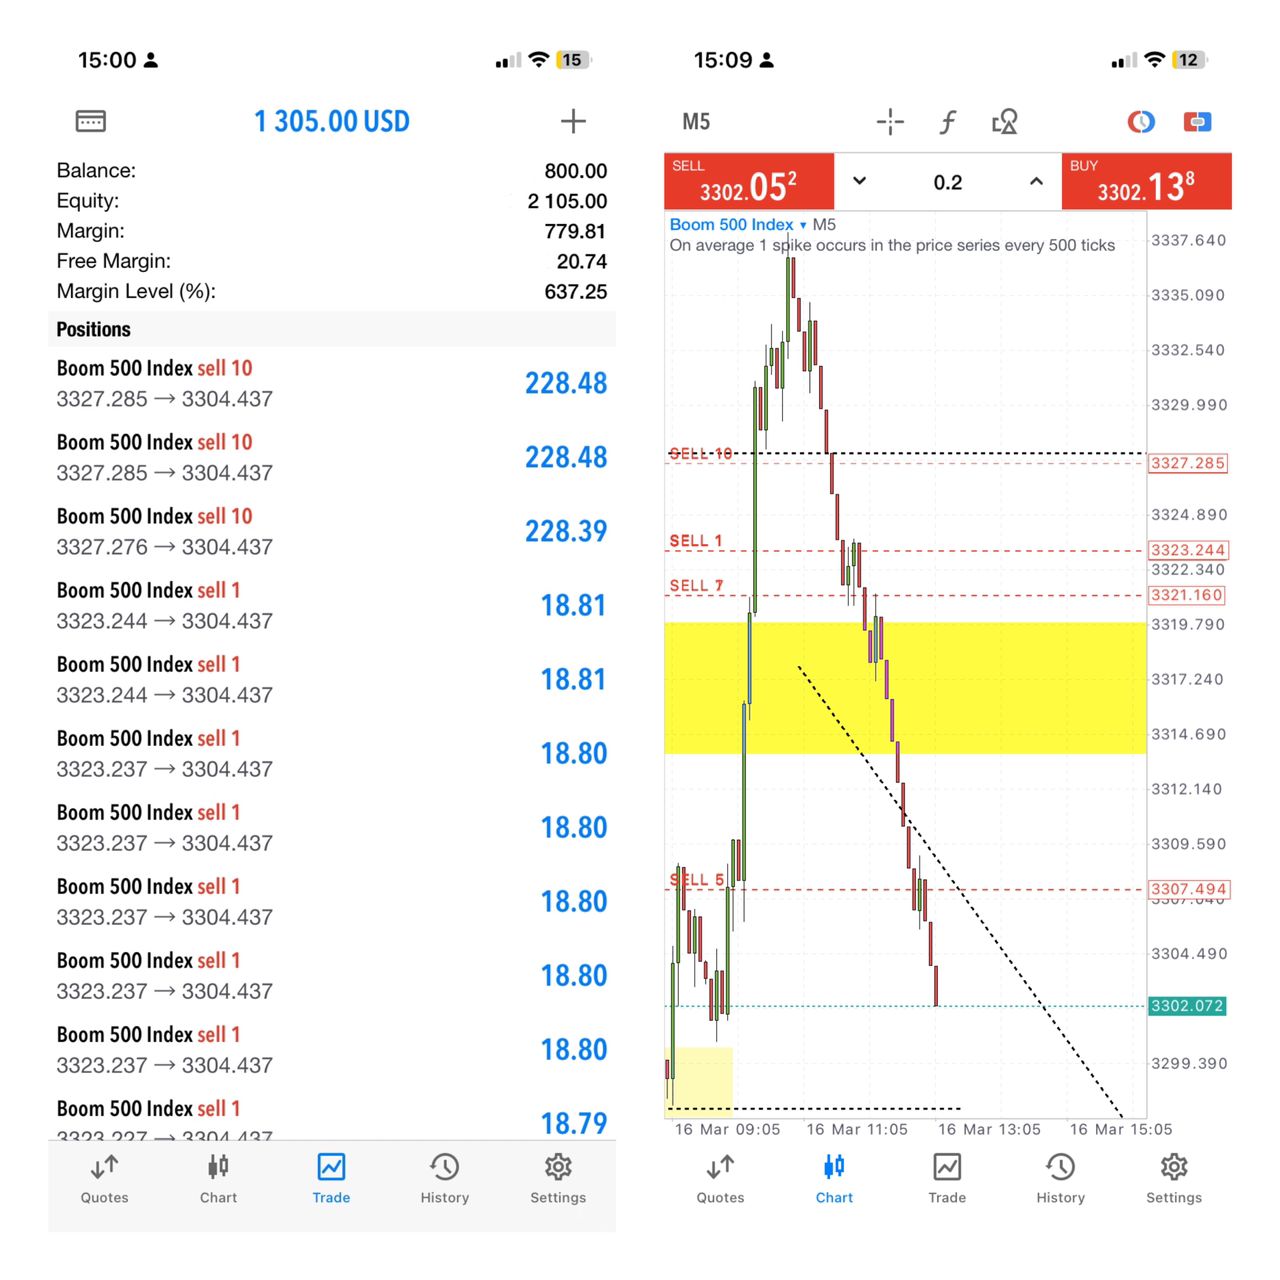 15:00
15
1 305.00 USD
Balance: 800.00
Equity: 2 105.00
Margin: 779.81
Free Margin: 20.74
Margin Level (%): 637.25
Positions
Boom 500 Index sell 10
3327.285 → 3304.437 228.48
Boom 500 Index sell 10
3327.285 → 3304.437 228.48
Boom 500 Index sell 10
3327.276 → 3304.437 228.39
Boom 500 Index sell 1
3323.244 → 3304.437 18.81
Boom 500 Index sell 1
3323.244 → 3304.437 18.81
Boom 500 Index sell 1
3323.237 → 3304.437 18.80
Boom 500 Index sell 1
3323.237 → 3304.437 18.80
Boom 500 Index sell 1
3323.237 → 3304.437 18.80
Boom 500 Index sell 1
3323.237 → 3304.437 18.80
Boom 500 Index sell 1
3323.237 → 3304.437 18.80
Boom 500 Index sell 1
3323.227 → 3304.437 18.79
Quotes Chart Trade History Settings
15:09
12
M5
SELL
3302.052
0.2
BUY
3302.138
Boom 500 Index ▾ M5
On average 1 spike occurs in the price series every 500 ticks
3337.640
3335.090
3332.540
3329.990
SELL 10
3327.285
3324.890
SELL 1
3323.244
3322.340
SELL 7
3321.160
3319.790
3317.240
3314.690
3312.140
3309.590
SELL 5
3307.494
3307.040
3304.490
3302.072
3299.390
16 Mar 09:05 16 Mar 11:05 16 Mar 13:05 16 Mar 15:05
Quotes Chart Trade History Settings